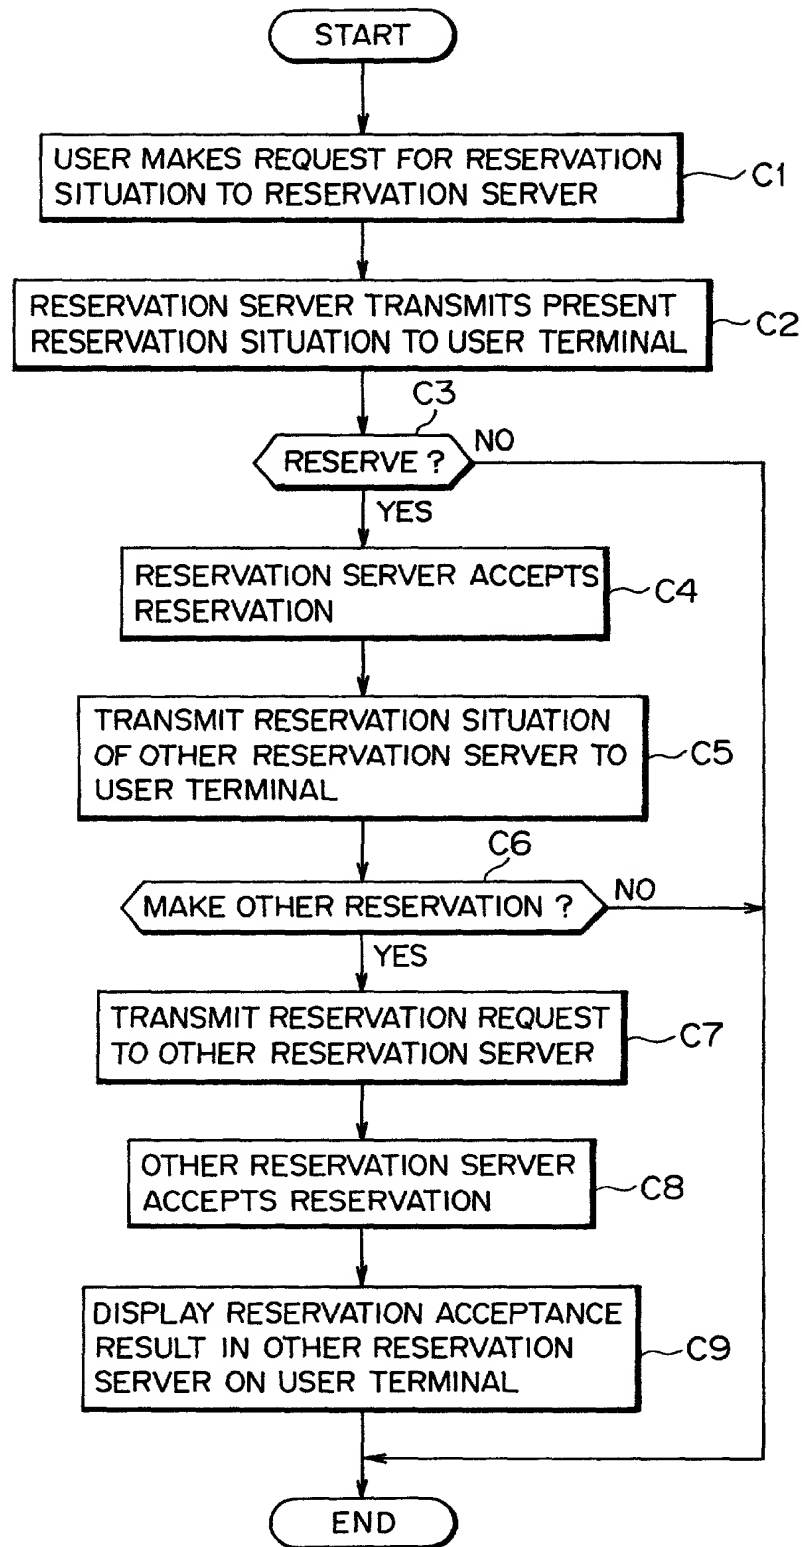 START
USER MAKES REQUEST FOR RESERVATION
SITUATION TO RESERVATION SERVER
C1
RESERVATION SERVER TRANSMITS PRESENT
RESERVATION SITUATION TO USER TERMINAL
C2
C3
RESERVE ?
NO
YES
RESERVATION SERVER ACCEPTS
RESERVATION
C4
TRANSMIT RESERVATION SITUATION
OF OTHER RESERVATION SERVER TO
USER TERMINAL
C5
C6
MAKE OTHER RESERVATION ?
NO
YES
TRANSMIT RESERVATION REQUEST
TO OTHER RESERVATION SERVER
C7
OTHER RESERVATION SERVER
ACCEPTS RESERVATION
C8
DISPLAY RESERVATION ACCEPTANCE
RESULT IN OTHER RESERVATION
SERVER ON USER TERMINAL
C9
END